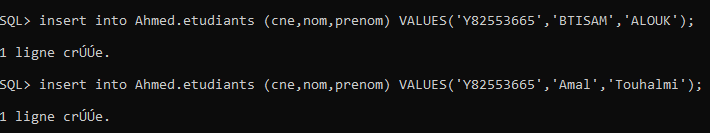 SQL> insert into Ahmed.etudiants (cne,nom,prenom) VALUES('Y82553665','BTISAM','ALOUK');
1 ligne crÚÚe.
SQL> insert into Ahmed.etudiants (cne,nom,prenom) VALUES('Y82553665','Amal','Touhalmi');
1 ligne crÚÚe.